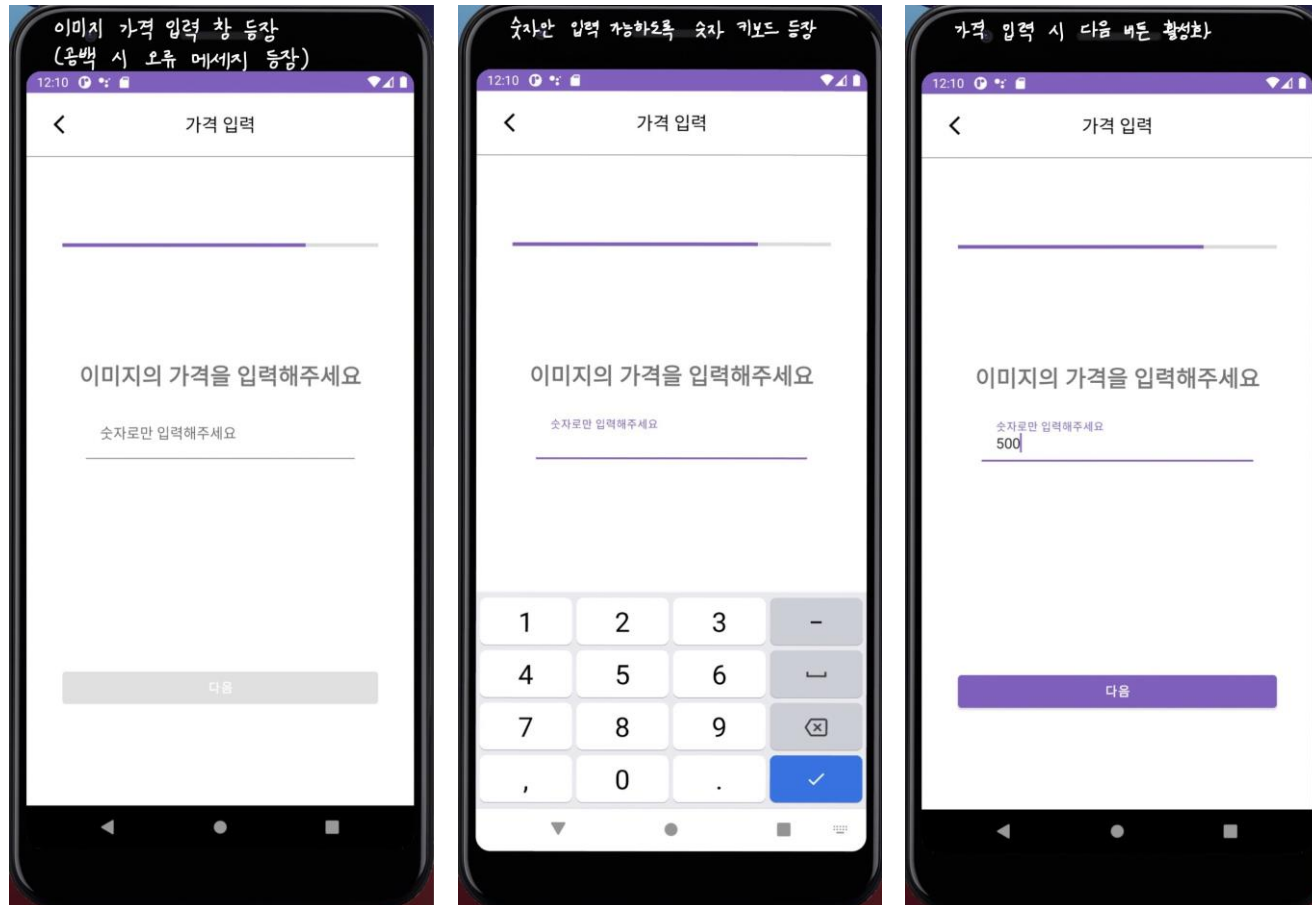 이미지 가격 입력 창 등장
(공백 시 오류 메세지 등장)
12:10
가격 입력
이미지의 가격을 입력해주세요
숫자로만 입력해주세요
다음
숫자만 입력 가능하도록 숫자 키보드 등장
12:10
가격 입력
이미지의 가격을 입력해주세요
숫자로만 입력해주세요
1 2 3 -
4 5 6
7 8 9
, 0 .
가격 입력 시 다음 버튼 활성화
12:10
가격 입력
이미지의 가격을 입력해주세요
숫자로만 입력해주세요
500
다음